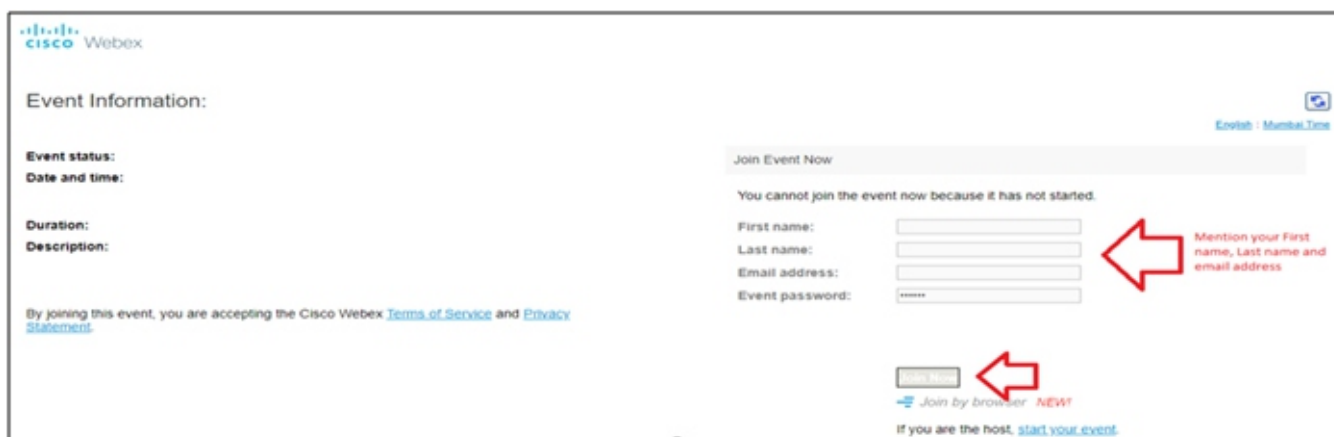 CISCO Webex
Event Information:
English : Mumbai Time
Event status:
Date and time:
Duration:
Description:
By joining this event, you are accepting the Cisco Webex Terms of Service and Privacy
Statement.
Join Event Now
You cannot join the event now because it has not started.
First name:
Last name:
Email address:
Event password:
Mention your First
name, Last name and
email address
Join Now
Join by browser NEW!
If you are the host, start your event.